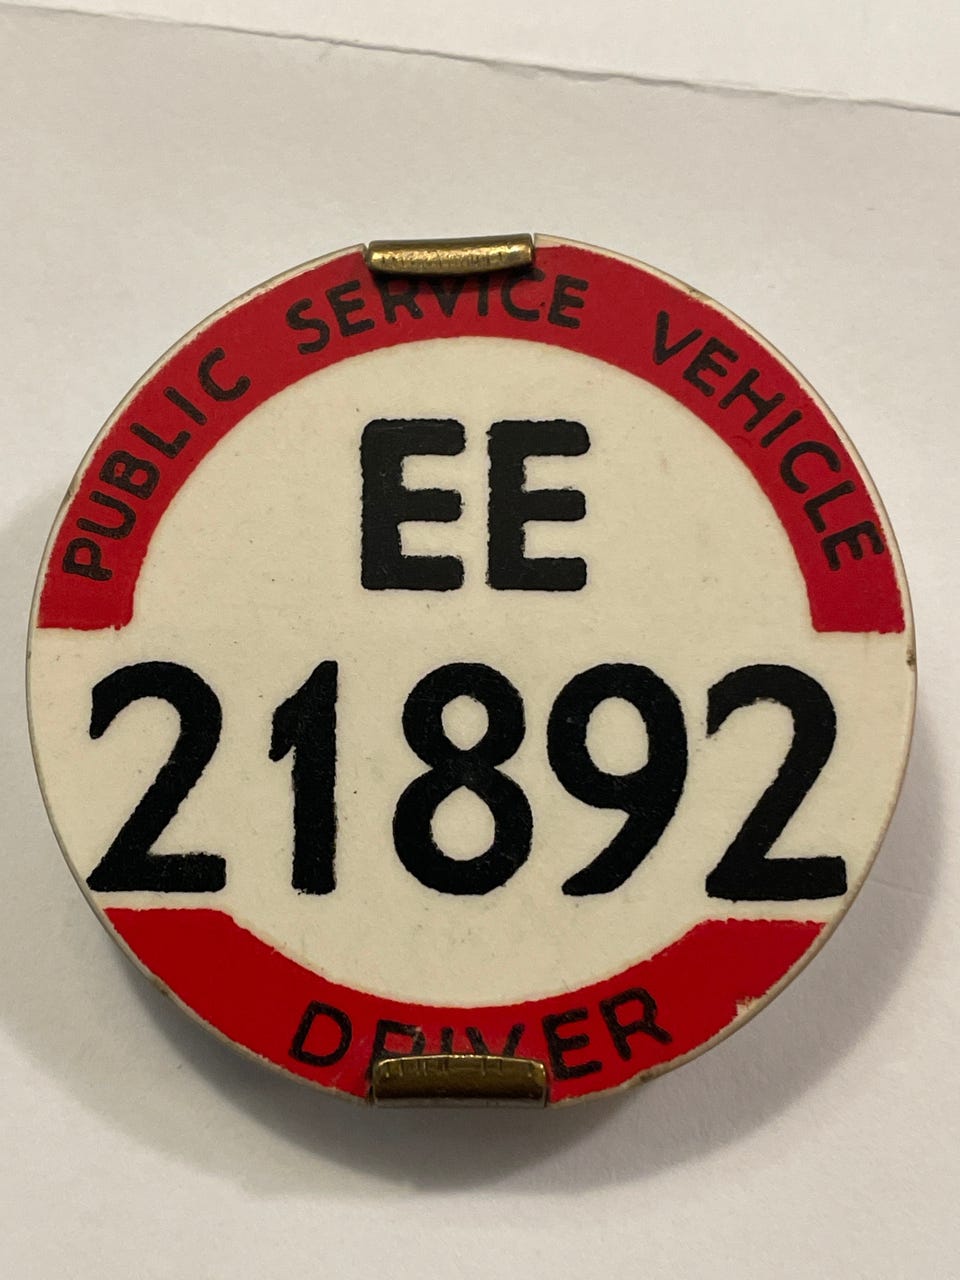 PUBLIC SERVICE VEHICLE
EE
21892
DRIVER